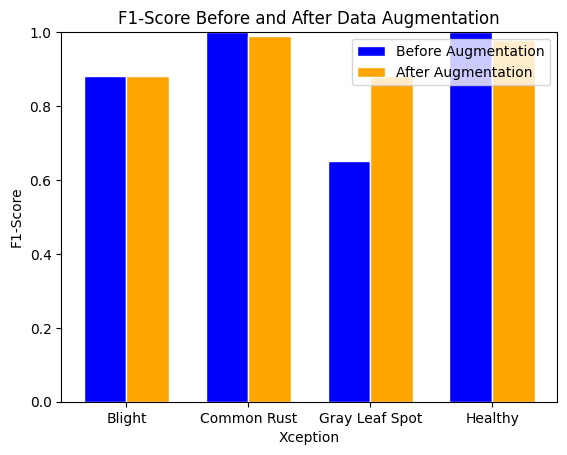 F1-Score Before and After Data Augmentation
Before Augmentation
After Augmentation
F1-Score
1.0
0.8
0.6
0.4
0.2
0.0
Blight Common Rust Gray Leaf Spot Healthy
Xception